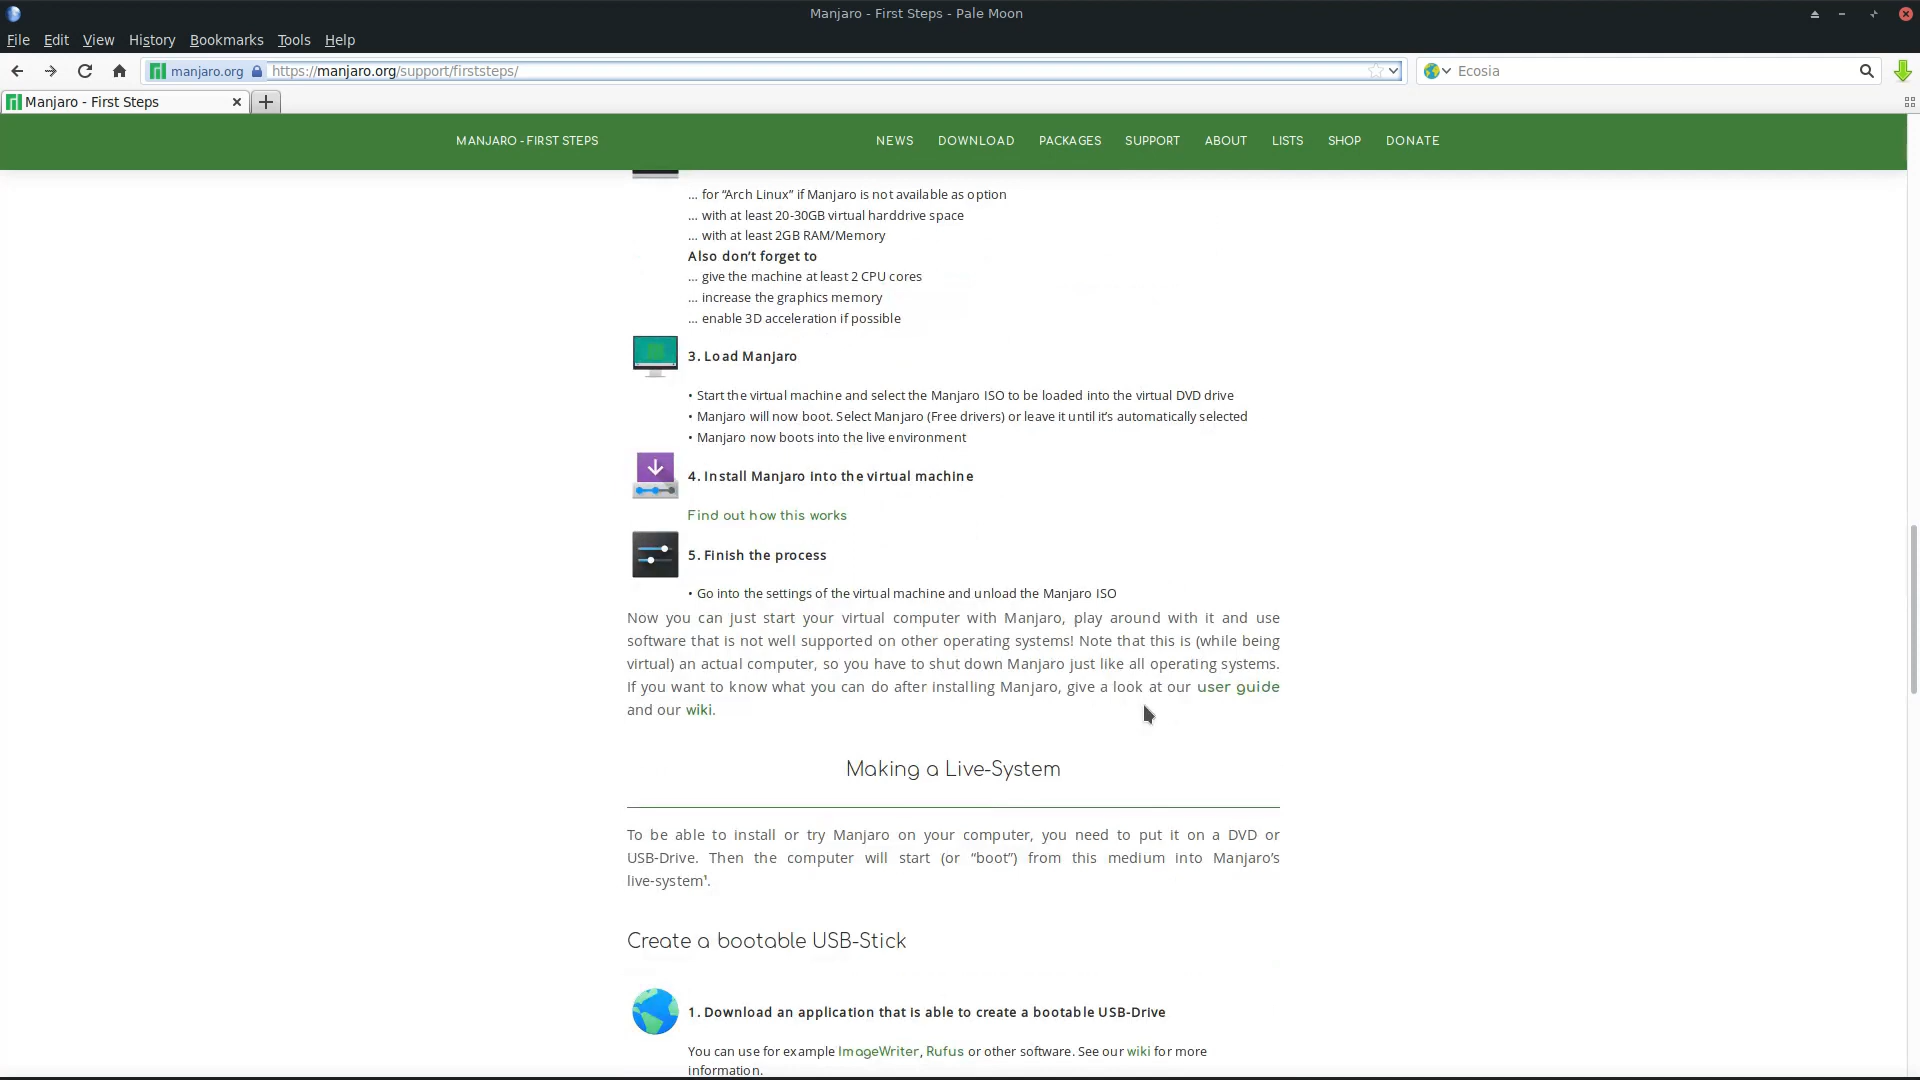 Manjaro - First Steps - Pale Moon
File Edit View History Bookmarks Tools Help
manjaro.org https://manjaro.org/support/firststeps/ Ecosia
Manjaro - First Steps
MANJARO - FIRST STEPS NEWS DOWNLOAD PACKAGES SUPPORT ABOUT LISTS SHOP DONATE
... for “Arch Linux” if Manjaro is not available as option
... with at least 20-30GB virtual harddrive space
... with at least 2GB RAM/Memory
Also don’t forget to
... give the machine at least 2 CPU cores
... increase the graphics memory
... enable 3D acceleration if possible
3. Load Manjaro
• Start the virtual machine and select the Manjaro ISO to be loaded into the virtual DVD drive
• Manjaro will now boot. Select Manjaro (Free drivers) or leave it until it’s automatically selected
• Manjaro now boots into the live environment
4. Install Manjaro into the virtual machine
Find out how this works
5. Finish the process
• Go into the settings of the virtual machine and unload the Manjaro ISO
Now you can just start your virtual computer with Manjaro, play around with it and use
software that is not well supported on other operating systems! Note that this is (while being
virtual) an actual computer, so you have to shut down Manjaro just like all operating systems.
If you want to know what you can do after installing Manjaro, give a look at our user guide
and our wiki.
Making a Live-System
To be able to install or try Manjaro on your computer, you need to put it on a DVD or
USB-Drive. Then the computer will start (or “boot”) from this medium into Manjaro’s
live-system¹.
Create a bootable USB-Stick
1. Download an application that is able to create a bootable USB-Drive
You can use for example ImageWriter, Rufus or other software. See our wiki for more
information.